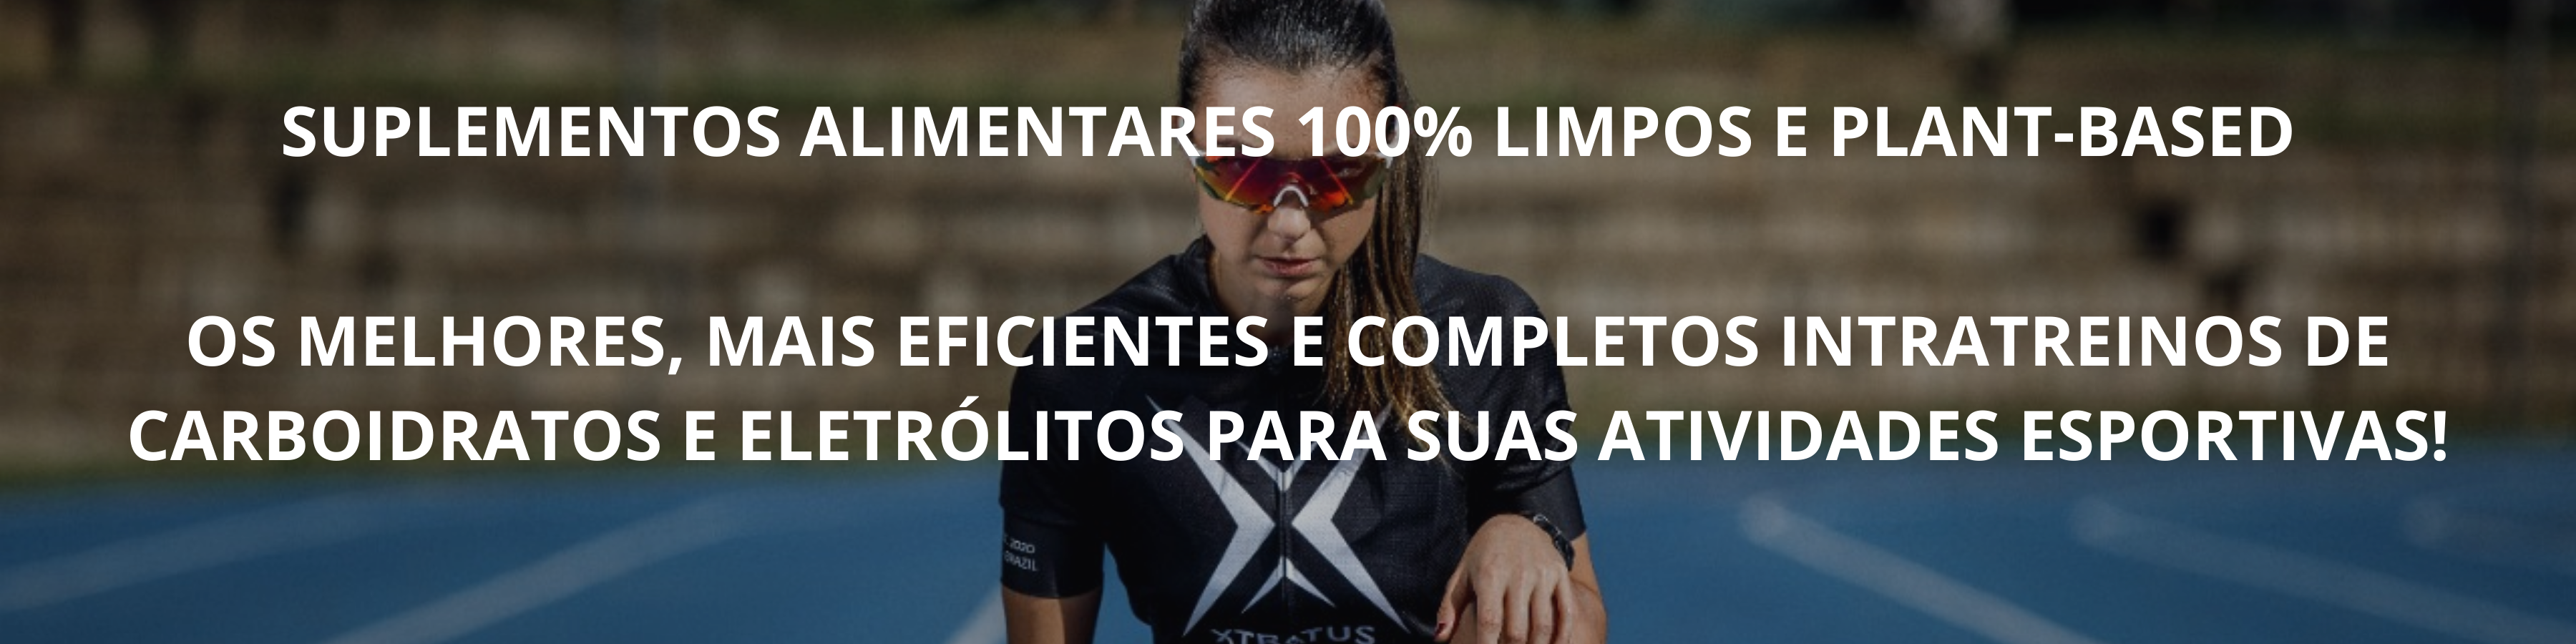 SUPLEMENTOS ALIMENTARES 100% LIMPOS E PLANT-BASED
OS MELHORES, MAIS EFICIENTES E COMPLETOS INTRATREINOS DE
CARBOIDRATOS E ELETRÓLITOS PARA SUAS ATIVIDADES ESPORTIVAS!
2020
BRAZIL
XTRATUS